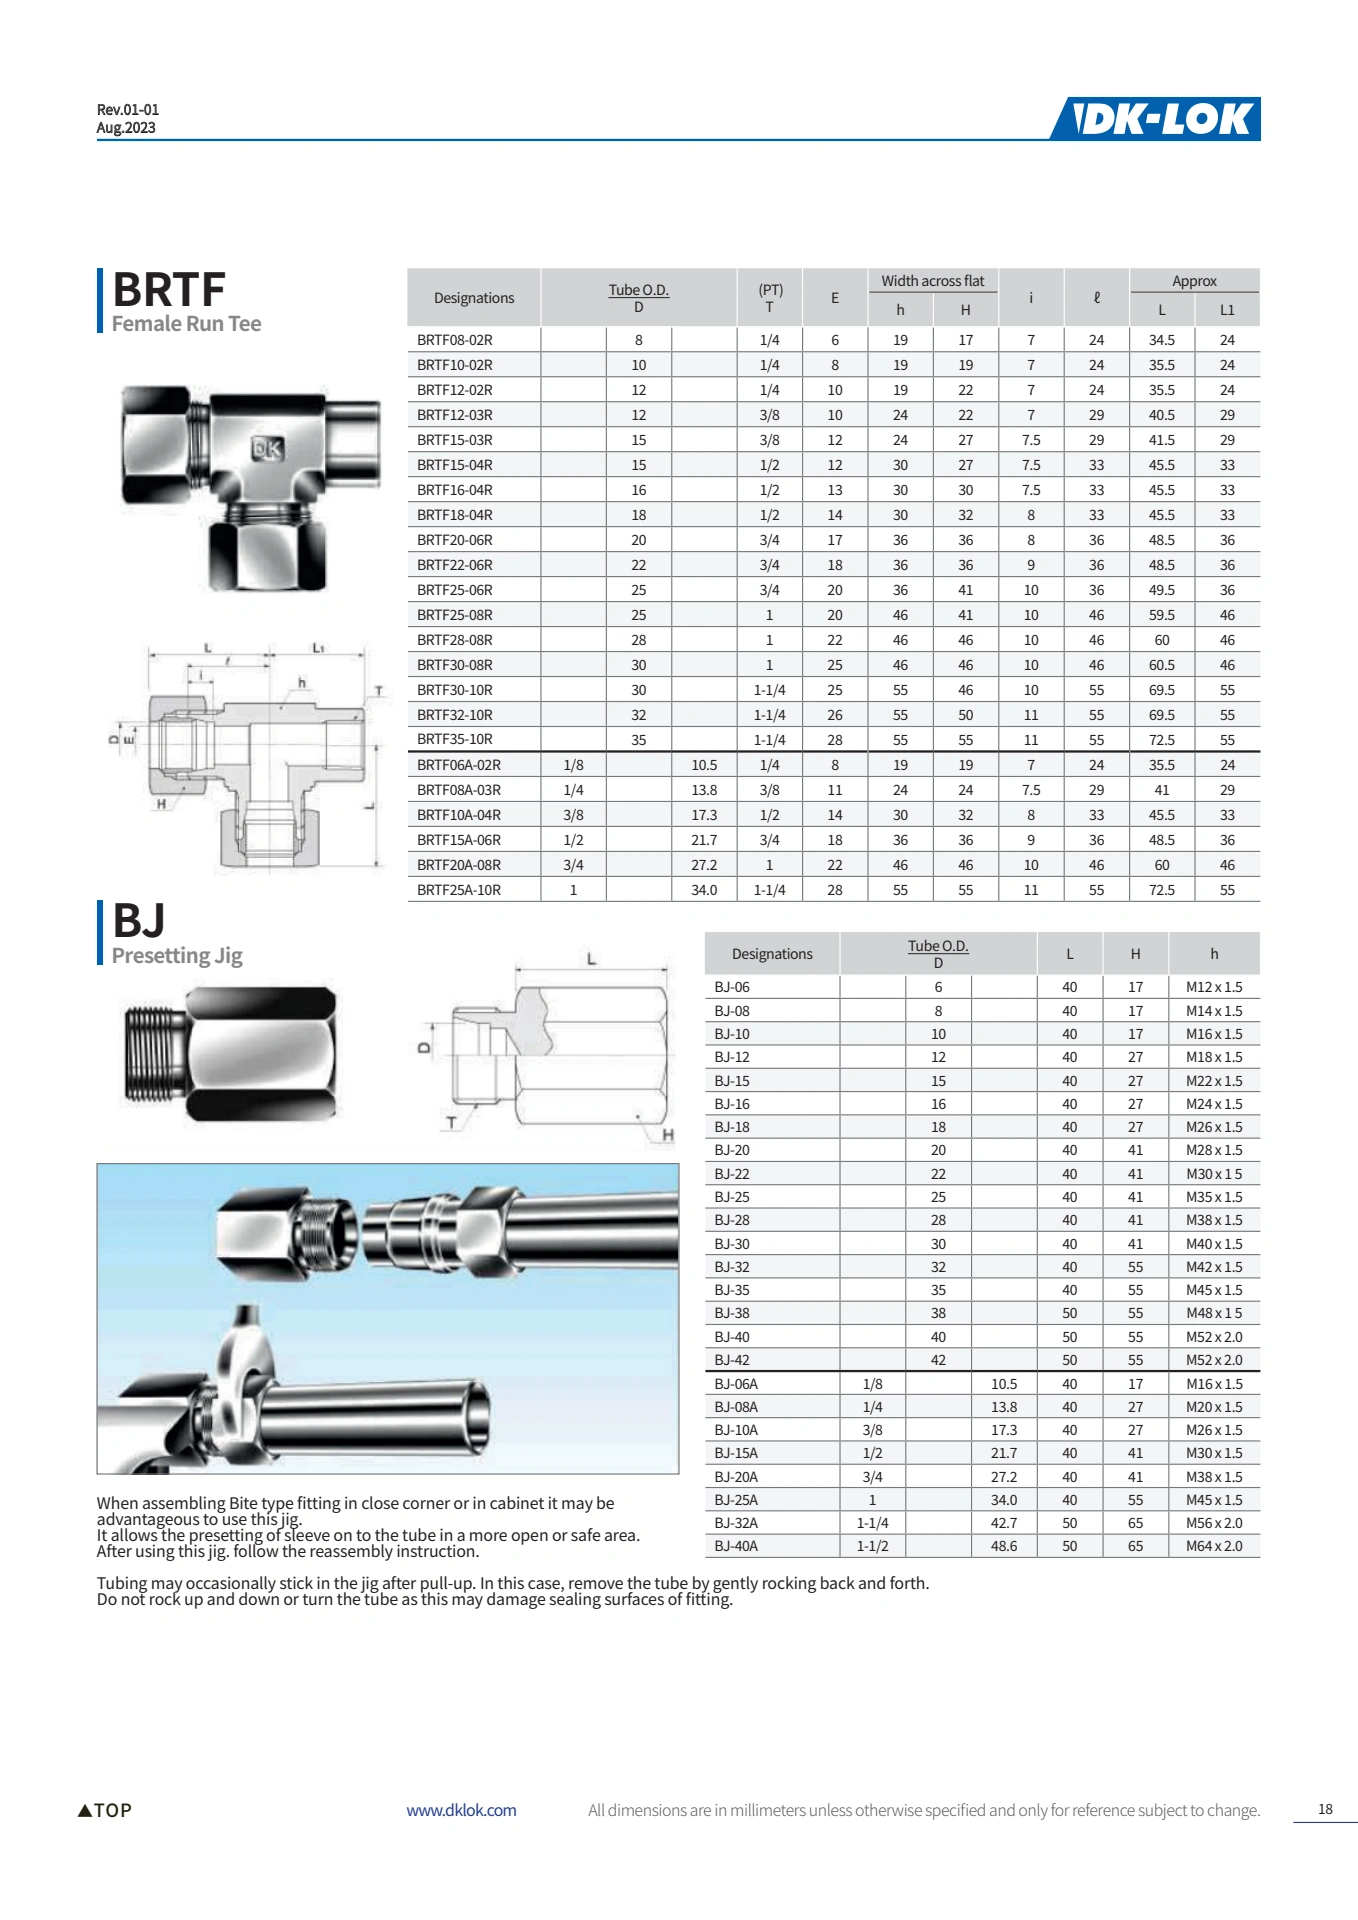 Rev.01-01
Aug.2023
DK-LOK
BRTF
Female Run Tee
DK
L L1
ℓ
i
h
T
D
E
H
L
Designations Tube O.D. D (PT) T E Width across flat h H i ℓ Approx L L1
BRTF08-02R 8 1/4 6 19 17 7 24 34.5 24
BRTF10-02R 10 1/4 8 19 19 7 24 35.5 24
BRTF12-02R 12 1/4 10 19 22 7 24 35.5 24
BRTF12-03R 12 3/8 10 24 22 7 29 40.5 29
BRTF15-03R 15 3/8 12 24 27 7.5 29 41.5 29
BRTF15-04R 15 1/2 12 30 27 7.5 33 45.5 33
BRTF16-04R 16 1/2 13 30 30 7.5 33 45.5 33
BRTF18-04R 18 1/2 14 30 32 8 33 45.5 33
BRTF20-06R 20 3/4 17 36 36 8 36 48.5 36
BRTF22-06R 22 3/4 18 36 36 9 36 48.5 36
BRTF25-06R 25 3/4 20 36 41 10 36 49.5 36
BRTF25-08R 25 1 20 46 41 10 46 59.5 46
BRTF28-08R 28 1 22 46 46 10 46 60 46
BRTF30-08R 30 1 25 46 46 10 46 60.5 46
BRTF30-10R 30 1-1/4 25 55 46 10 55 69.5 55
BRTF32-10R 32 1-1/4 26 55 50 11 55 69.5 55
BRTF35-10R 35 1-1/4 28 55 55 11 55 72.5 55
BRTF06A-02R 1/8 10.5 1/4 8 19 19 7 24 35.5 24
BRTF08A-03R 1/4 13.8 3/8 11 24 24 7.5 29 41 29
BRTF10A-04R 3/8 17.3 1/2 14 30 32 8 33 45.5 33
BRTF15A-06R 1/2 21.7 3/4 18 36 36 9 36 48.5 36
BRTF20A-08R 3/4 27.2 1 22 46 46 10 46 60 46
BRTF25A-10R 1 34.0 1-1/4 28 55 55 11 55 72.5 55
BJ
Presetting Jig
L
D
T
H
Designations Tube O.D. D L H h
BJ-06 6 40 17 M12 x 1.5
BJ-08 8 40 17 M14 x 1.5
BJ-10 10 40 17 M16 x 1.5
BJ-12 12 40 27 M18 x 1.5
BJ-15 15 40 27 M22 x 1.5
BJ-16 16 40 27 M24 x 1.5
BJ-18 18 40 27 M26 x 1.5
BJ-20 20 40 41 M28 x 1.5
BJ-22 22 40 41 M30 x 1 5
BJ-25 25 40 41 M35 x 1.5
BJ-28 28 40 41 M38 x 1.5
BJ-30 30 40 41 M40 x 1.5
BJ-32 32 40 55 M42 x 1.5
BJ-35 35 40 55 M45 x 1.5
BJ-38 38 50 55 M48 x 1 5
BJ-40 40 50 55 M52 x 2.0
BJ-42 42 50 55 M52 x 2.0
BJ-06A 1/8 10.5 40 17 M16 x 1.5
BJ-08A 1/4 13.8 40 27 M20 x 1.5
BJ-10A 3/8 17.3 40 27 M26 x 1.5
BJ-15A 1/2 21.7 40 41 M30 x 1.5
BJ-20A 3/4 27.2 40 41 M38 x 1.5
BJ-25A 1 34.0 40 55 M45 x 1.5
BJ-32A 1-1/4 42.7 50 65 M56 x 2.0
BJ-40A 1-1/2 48.6 50 65 M64 x 2.0
When assembling Bite type fitting in close corner or in cabinet it may be
advantageous to use this jig.
It allows the presetting of sleeve on to the tube in a more open or safe area.
After using this jig. follow the reassembly instruction.
Tubing may occasionally stick in the jig after pull-up. In this case, remove the tube by gently rocking back and forth.
Do not rock up and down or turn the tube as this may damage sealing surfaces of fitting.
▲TOP
www.dklok.com
All dimensions are in millimeters unless otherwise specified and only for reference subject to change.
18